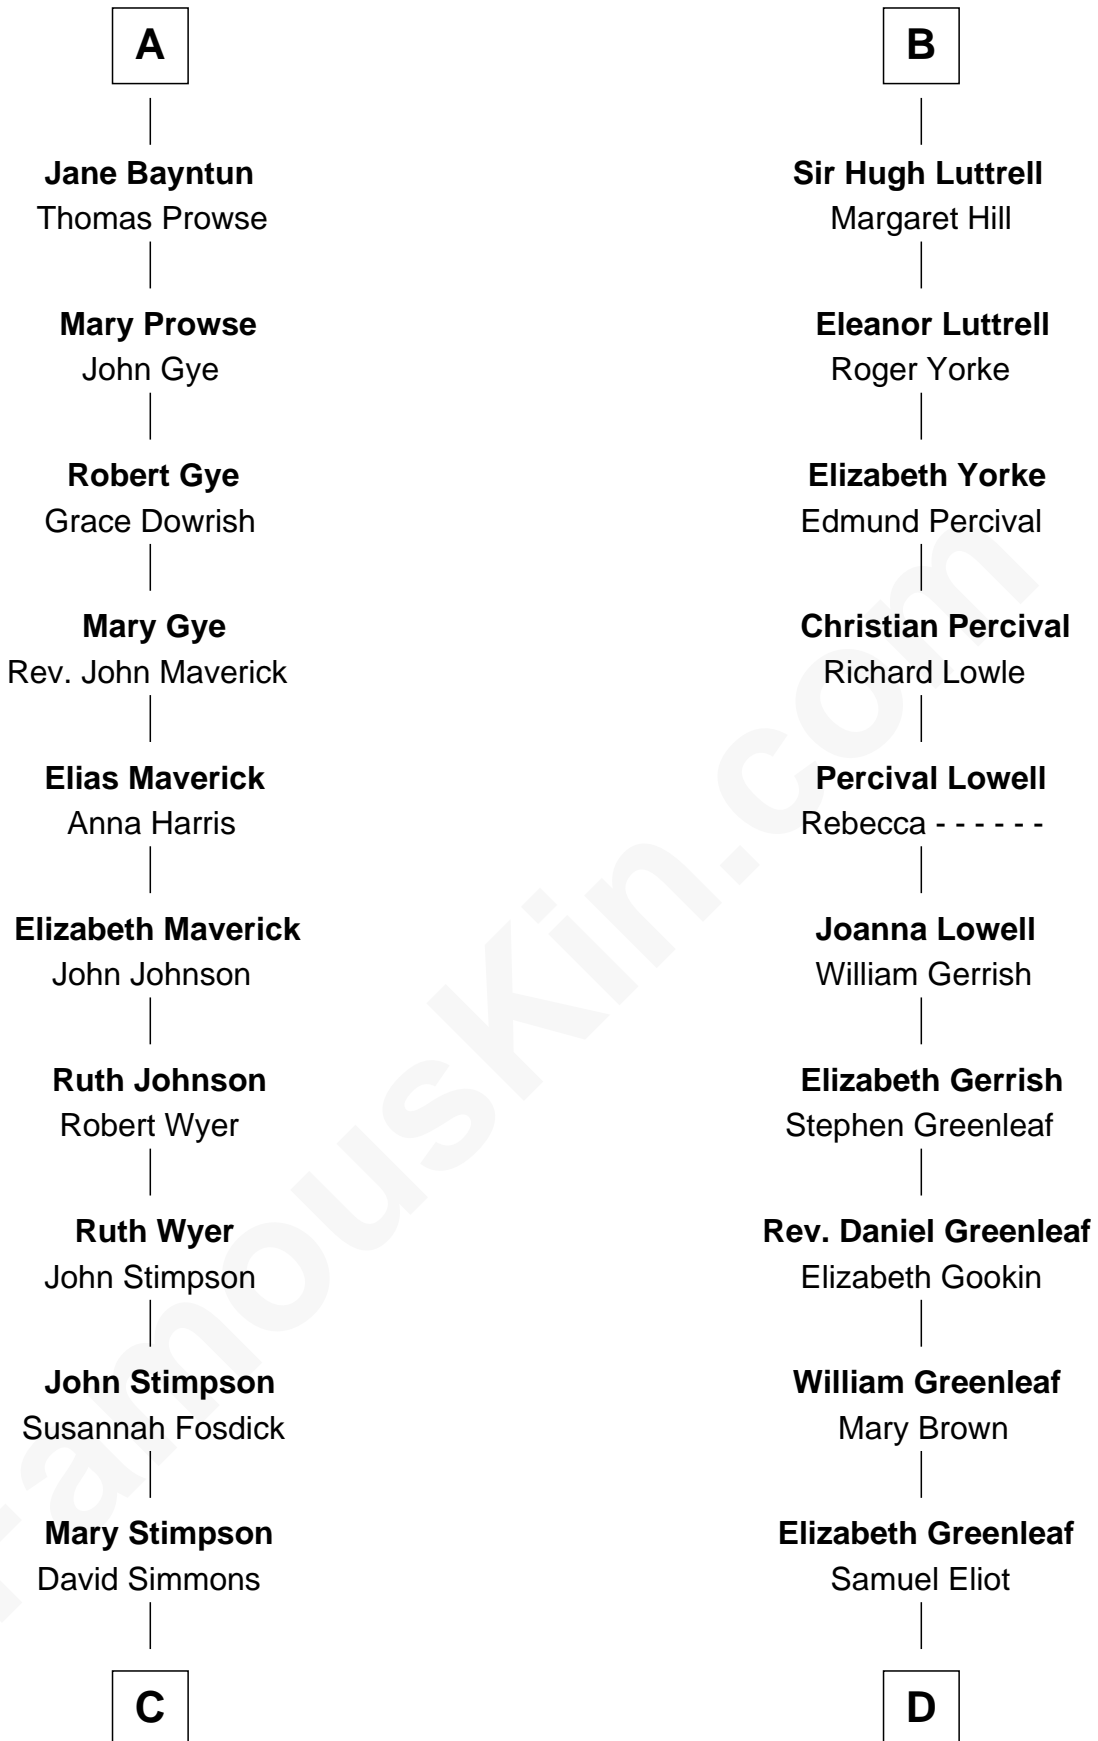 A
Jane Bayntun
Thomas Prowse
Mary Prowse
John Gye
Robert Gye
Grace Dowrish
Mary Gye
Rev. John Maverick
Elias Maverick
Anna Harris
Elizabeth Maverick
John Johnson
Ruth Johnson
Robert Wyer
Ruth Wyer
John Stimpson
John Stimpson
Susannah Fosdick
Mary Stimpson
David Simmons
C
B
Sir Hugh Luttrell
Margaret Hill
Eleanor Luttrell
Roger Yorke
Elizabeth Yorke
Edmund Percival
Christian Percival
Richard Lowle
Percival Lowell
Rebecca - - - - - -
Joanna Lowell
William Gerrish
Elizabeth Gerrish
Stephen Greenleaf
Rev. Daniel Greenleaf
Elizabeth Gookin
William Greenleaf
Mary Brown
Elizabeth Greenleaf
Samuel Eliot
D
FamousKin.com